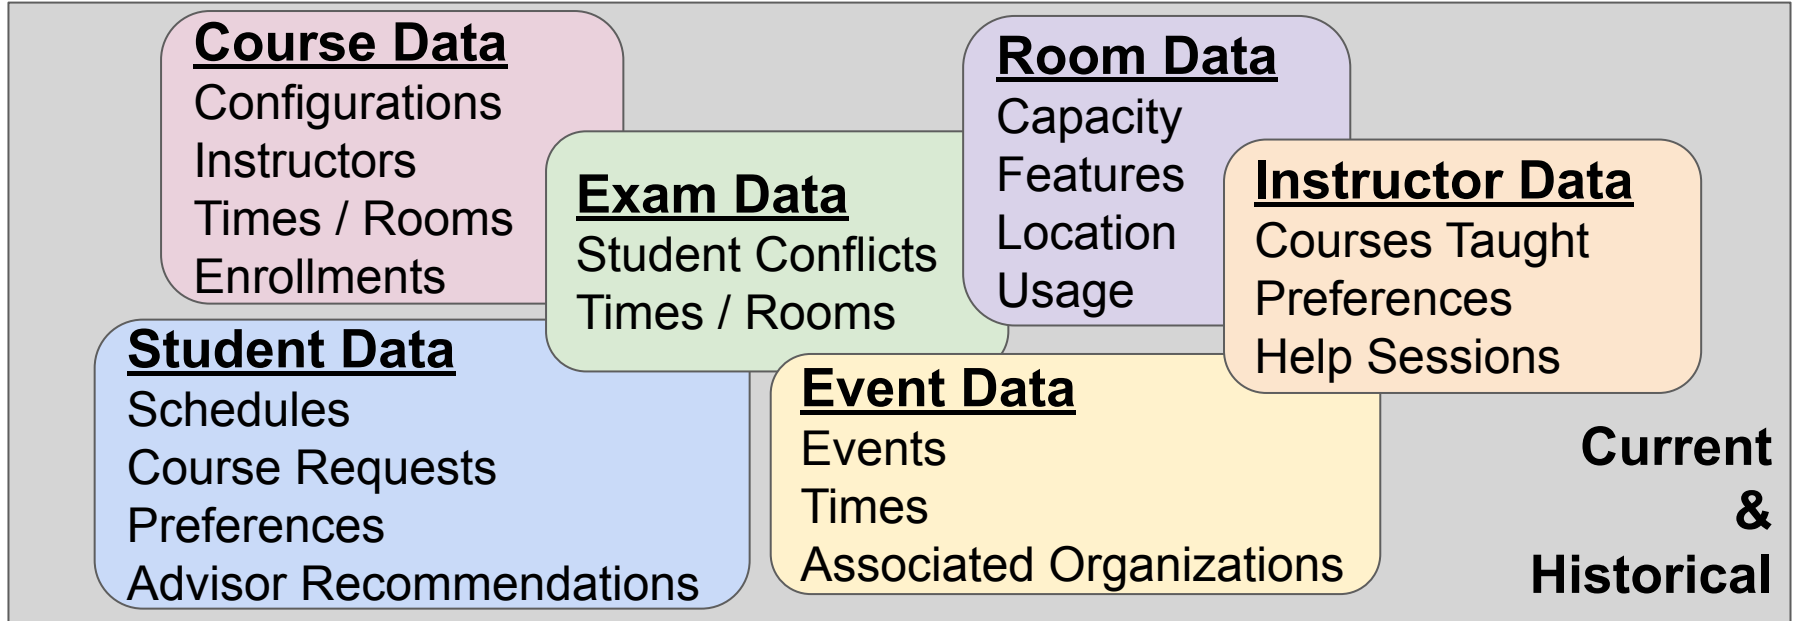 Course Data
Configurations
Instructors
Times / Rooms
Enrollments
Exam Data
Student Conflicts
Times / Rooms
Room Data
Capacity
Features
Location
Usage
Instructor Data
Courses Taught
Preferences
Help Sessions
Student Data
Schedules
Course Requests
Preferences
Advisor Recommendations
Event Data
Events
Times
Associated Organizations
Current
&
Historical